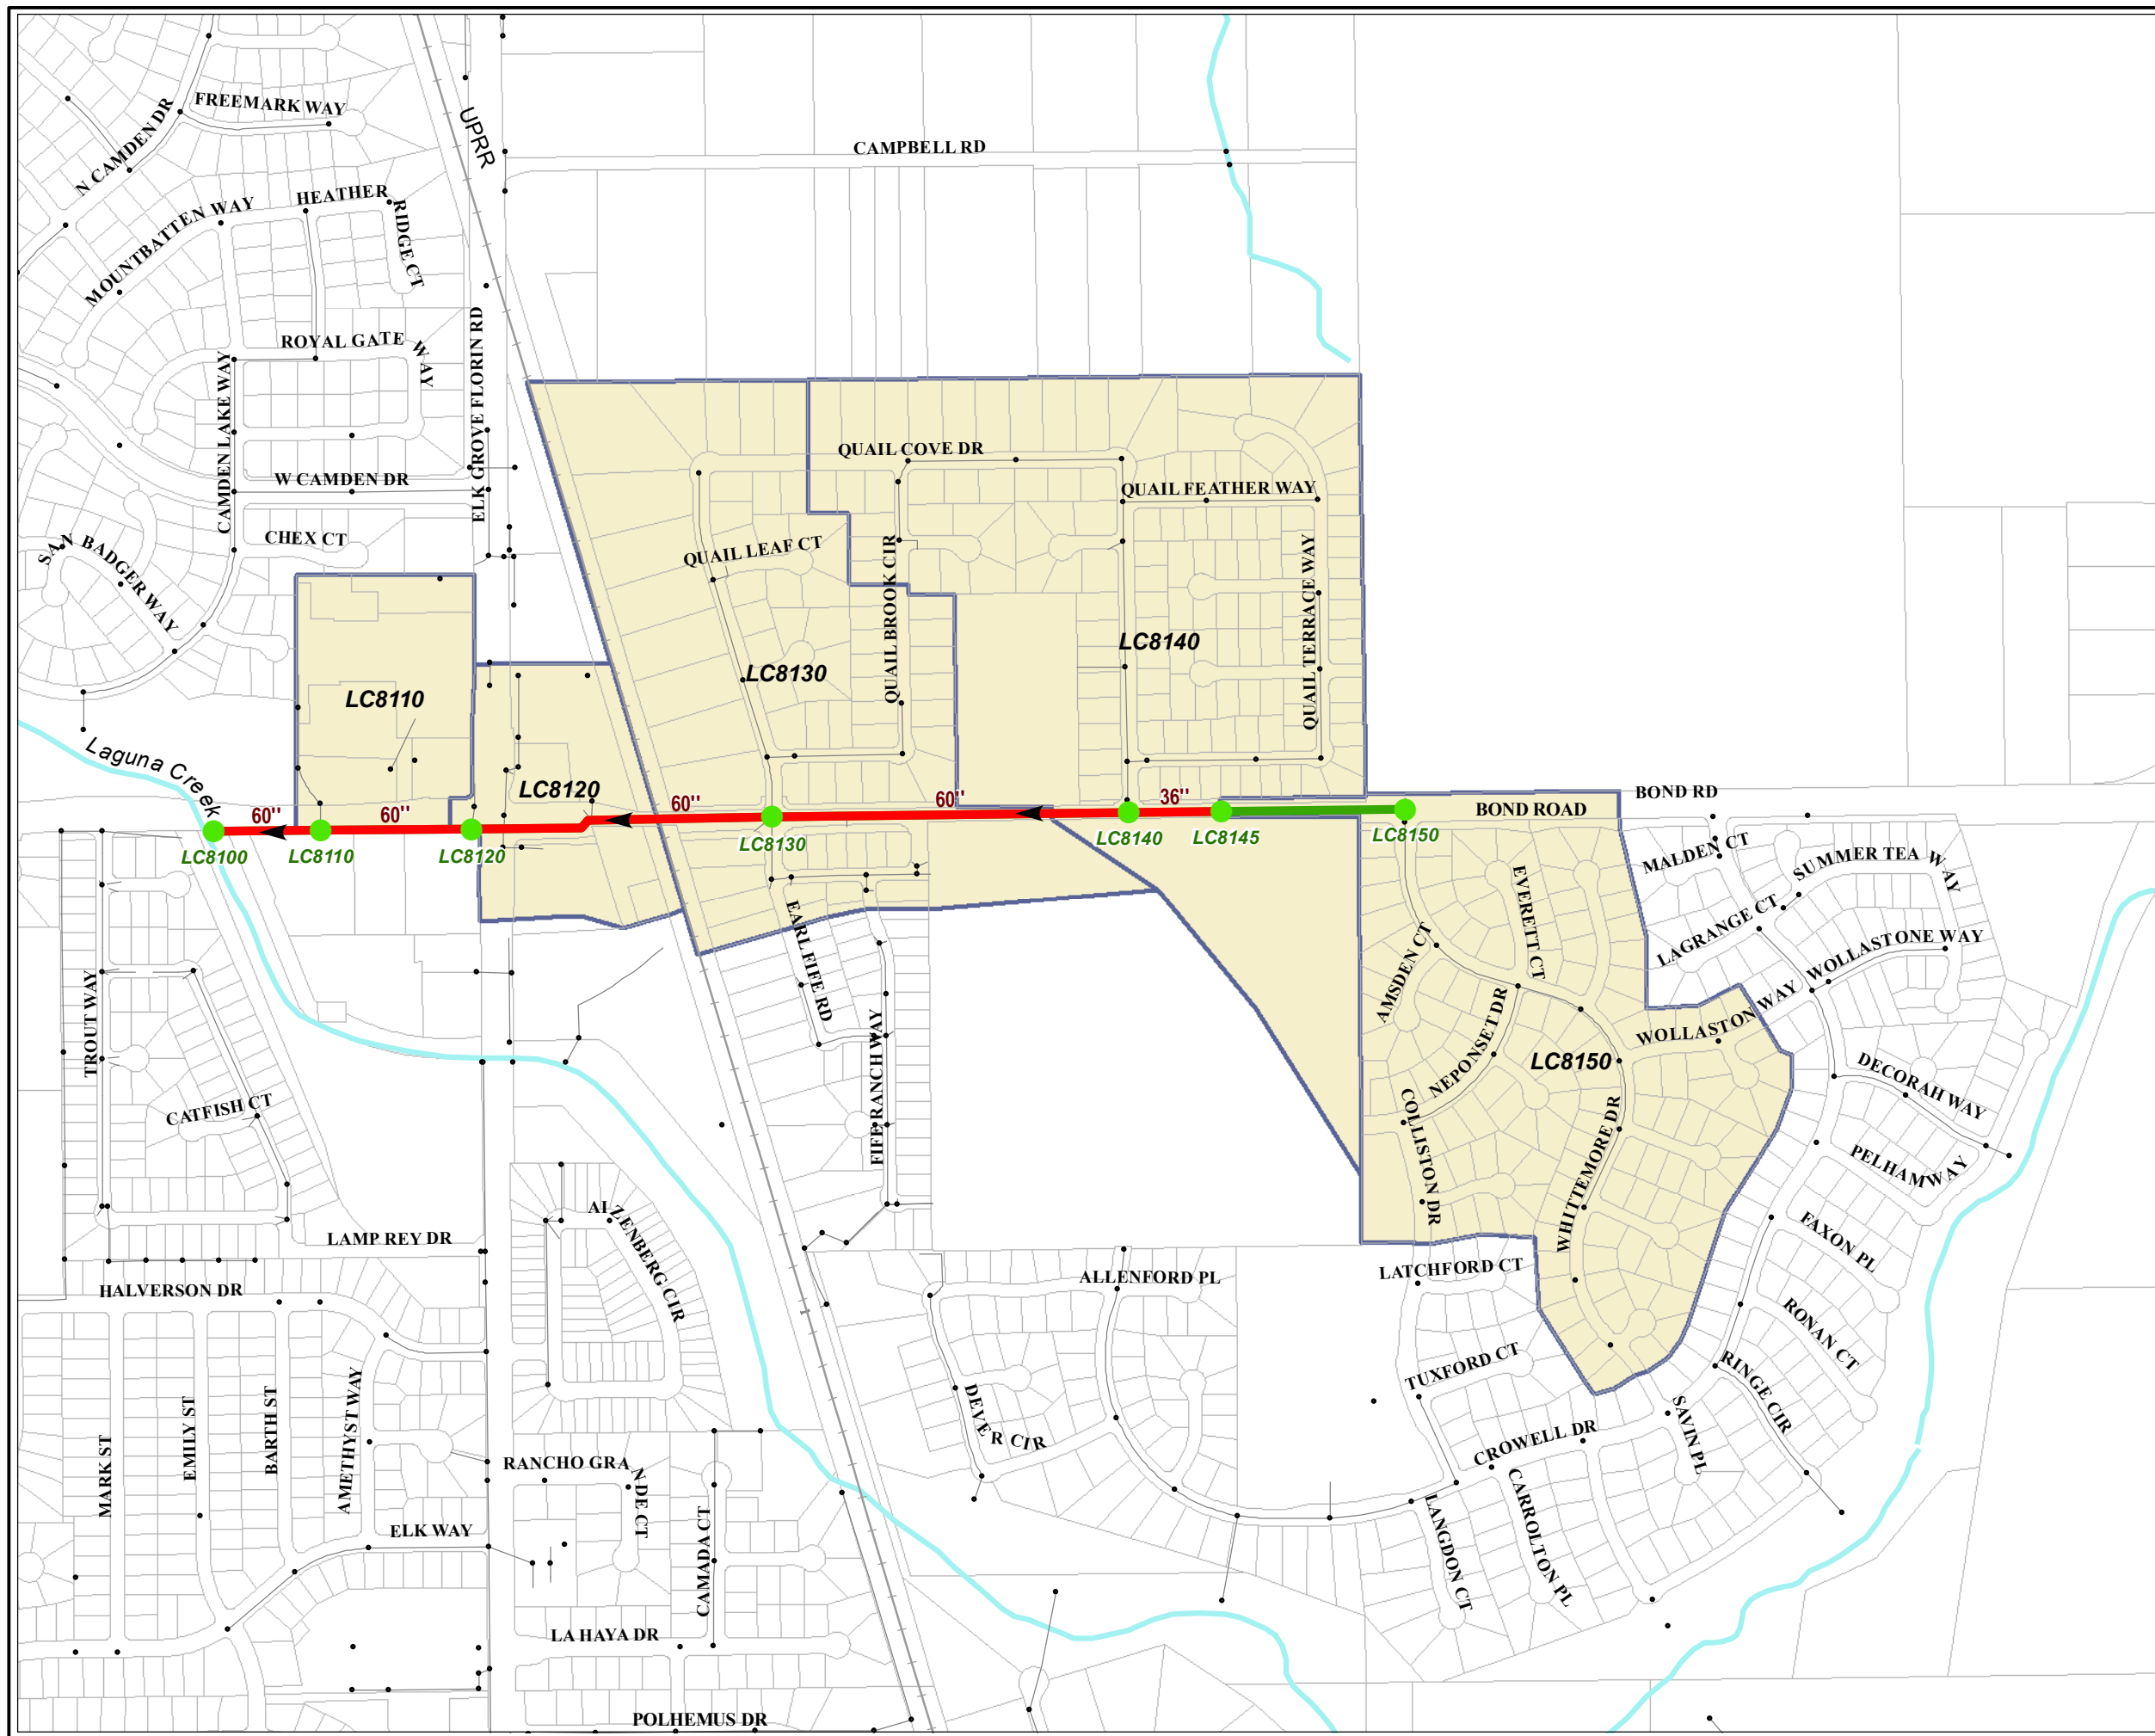 FREEMARK WAY
N CAMDEN DR
UPRR
CAMPBELL RD
HEATHER
RIDGE CT
MOUNTBATTEN WAY
ROYAL GATE
WAY
ELK GROVE FLORIN RD
CAMDEN LAKE WAY
W CAMDEN DR
CHEX CT
SAN BADGER WAY
QUAIL COVE DR
QUAIL FEATHER WAY
QUAIL LEAF CT
QUAIL BROOK CIR
QUAIL TERRACE WAY
LC8140
LC8130
LC8110
LC8120
Laguna Creek
60"
60"
60"
60"
36"
BOND RD
BOND ROAD
LC8100
LC8110
LC8120
LC8130
LC8140
LC8145
LC8150
MALDEN CT
SUMMER TEA WAY
EVERETT CT
LAGRANGE CT
WOLLASTONE WAY
AMSDEN CT
EARLFIFE RD
TROUT WAY
NEPONSET DR
WOLLASTON WAY
LC8150
FIFE RANCH WAY
DECORAH WAY
CATFISH CT
COLLISTON DR
WHITTEMORE DR
PELHAMWAY
FAXON PL
LAMP REY DR
ALZENBERG CIR
HALVERSON DR
ALLENFORD PL
LATCHFORD CT
RONAN CT
TUXFORD CT
RINGE CIR
DEVER CIR
SAVIN PL
CROWELL DR
MARK ST
EMILY ST
BARTH ST
AMETHYST WAY
RANCHO GRA
NDE CT
CAMADA CT
ELK WAY
LANGDON CT
CARROLTON PL
LA HAYA DR
POLHEMUS DR